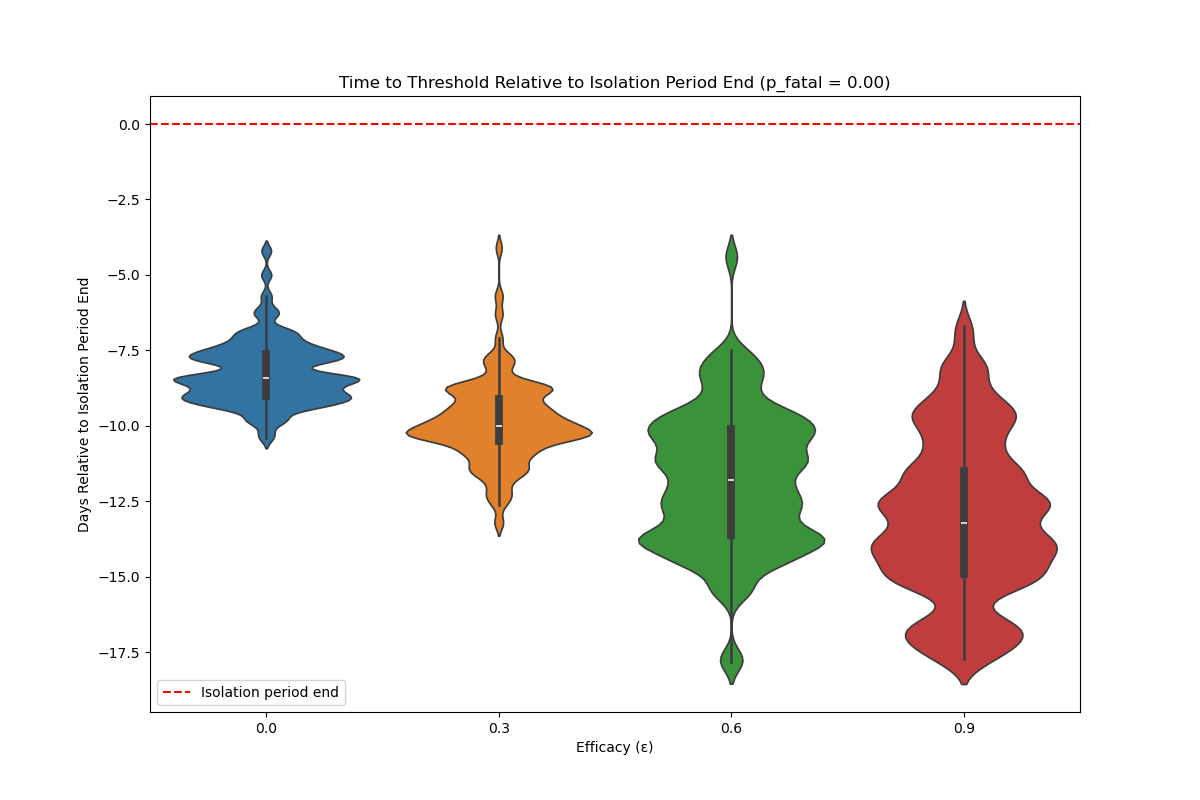 Time to Threshold Relative to Isolation Period End (p_fatal = 0.00)
Days Relative to Isolation Period End
0.0
−2.5
−5.0
−7.5
−10.0
−12.5
−15.0
−17.5
Isolation period end
0.0 0.3 0.6 0.9
Efficacy (ε)